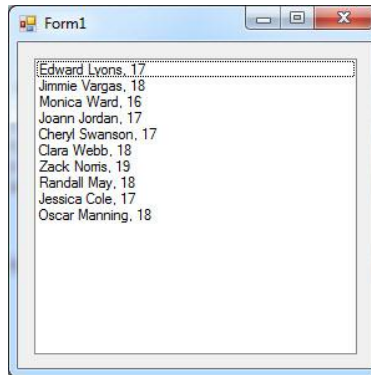 Form1
Edward Lyons, 17
Jimmie Vargas, 18
Monica Ward, 16
Joann Jordan, 17
Cheryl Swanson, 17
Clara Webb, 18
Zack Norris, 19
Randall May, 18
Jessica Cole, 17
Oscar Manning, 18